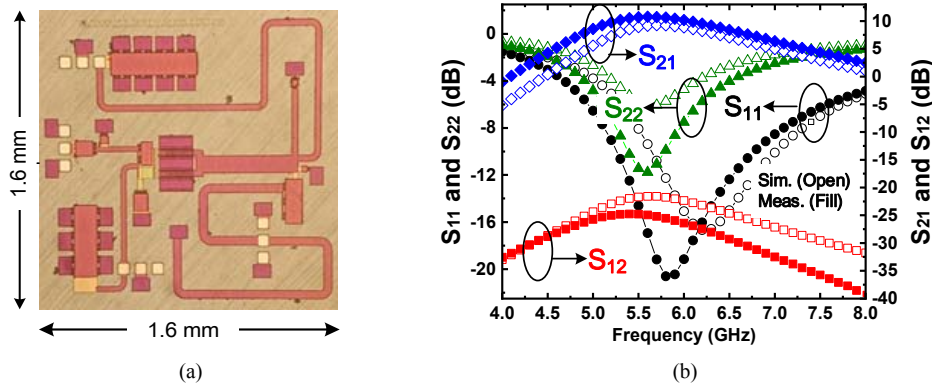 1.6 mm
1.6 mm
(a)
S11 and S22 (dB)
0
-4
-8
-12
-16
-20
S21
S22
S11
S12
Sim. (Open)
Meas. (Fill)
10
5
0
-5
-10
-15
-20
-25
-30
-35
-40
S21 and S12 (dB)
4.0 4.5 5.0 5.5 6.0 6.5 7.0 7.5 8.0
Frequency (GHz)
(b)